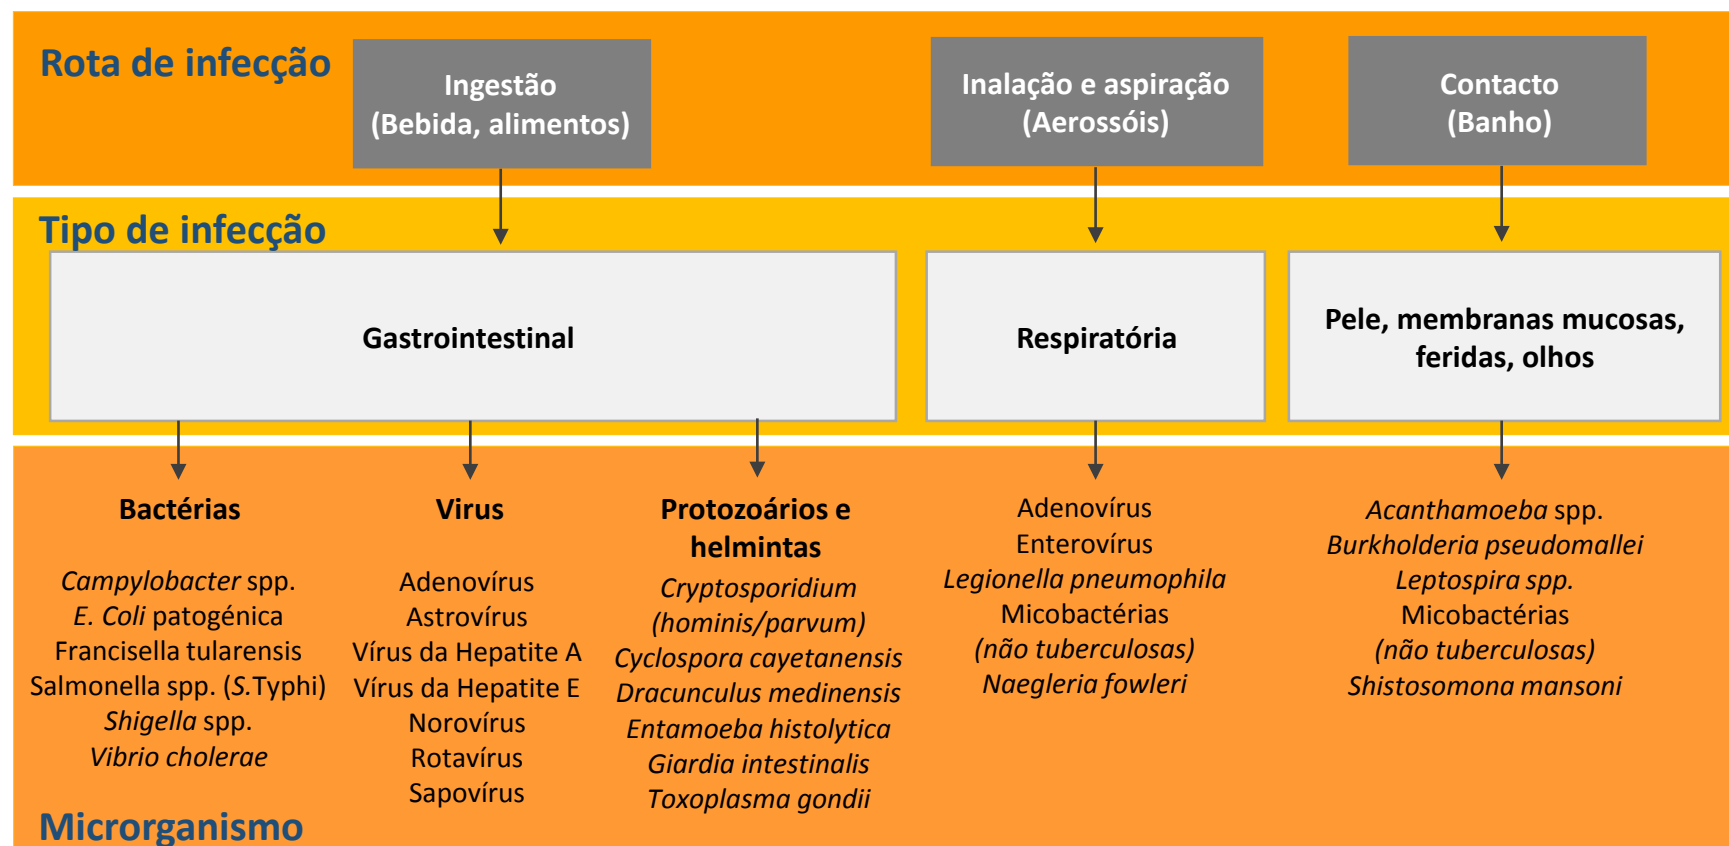 Rota de infecção
Ingestão
(Bebida, alimentos)
Inalação e aspiração
(Aerossóis)
Contacto
(Banho)
Tipo de infecção
Gastrointestinal
Respiratória
Pele, membranas mucosas,
feridas, olhos
Bactérias
Campylobacter spp.
E. Coli patogénica
Francisella tularensis
Salmonella spp. (S.Typhi)
Shigella spp.
Vibrio cholerae
Virus
Adenovírus
Astrovírus
Vírus da Hepatite A
Vírus da Hepatite E
Norovírus
Rotavírus
Sapovírus
Protozoários e
helmintas
Cryptosporidium
(hominis/parvum)
Cyclospora cayetanensis
Dracunculus medinensis
Entamoeba histolytica
Giardia intestinalis
Toxoplasma gondii
Adenovírus
Enterovírus
Legionella pneumophila
Micobactérias
(não tuberculosas)
Naegleria fowleri
Acanthamoeba spp.
Burkholderia pseudomallei
Leptospira spp.
Micobactérias
(não tuberculosas)
Shistosomona mansoni
Microrganismo